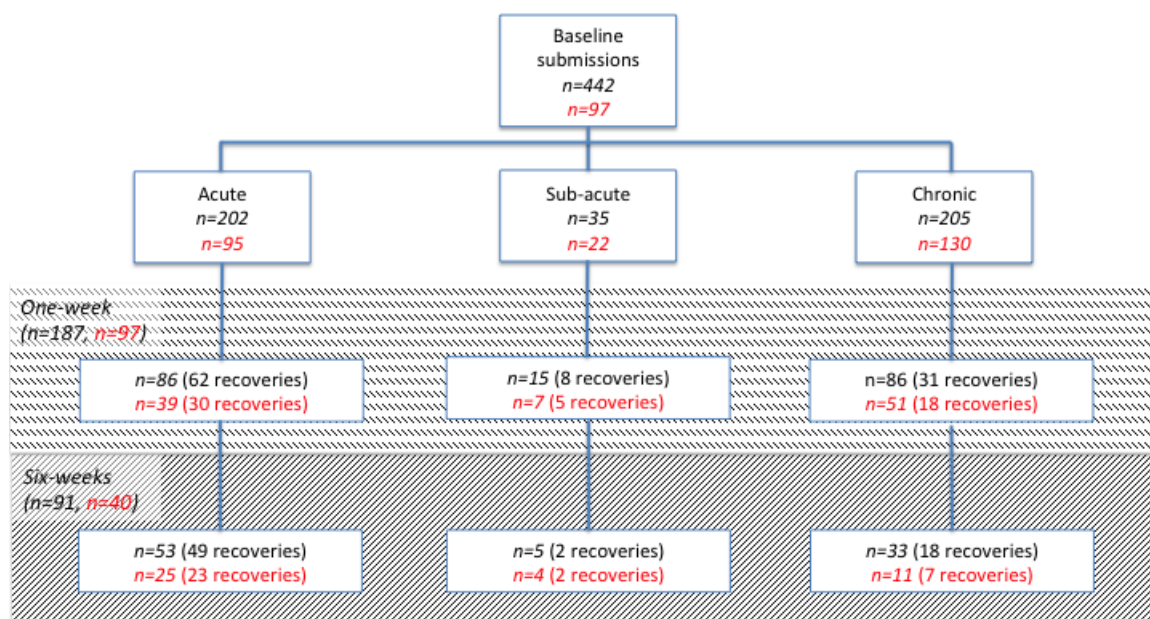 Baseline
submissions
n=442
n=97
Acute
n=202
n=95
Sub-acute
n=35
n=22
Chronic
n=205
n=130
One-week
(n=187, n=97)
n=86 (62 recoveries)
n=39 (30 recoveries)
n=15 (8 recoveries)
n=7 (5 recoveries)
n=86 (31 recoveries)
n=51 (18 recoveries)
Six-weeks
(n=91, n=40)
n=53 (49 recoveries)
n=25 (23 recoveries)
n=5 (2 recoveries)
n=4 (2 recoveries)
n=33 (18 recoveries)
n=11 (7 recoveries)